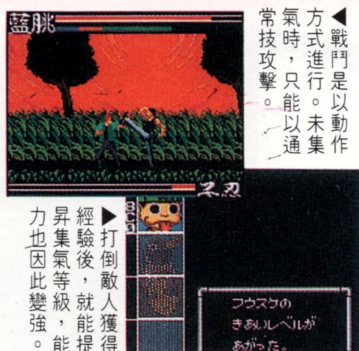 ◀戰鬥是以動作
方式進行。未集
氣時，只能以通
常技攻擊。
藍朓
子忍
▶打倒敵人獲得
經驗後，就能提
昇集氣等級，能
力也因此變強。
フウスケの
きあいレベルが
あがった。